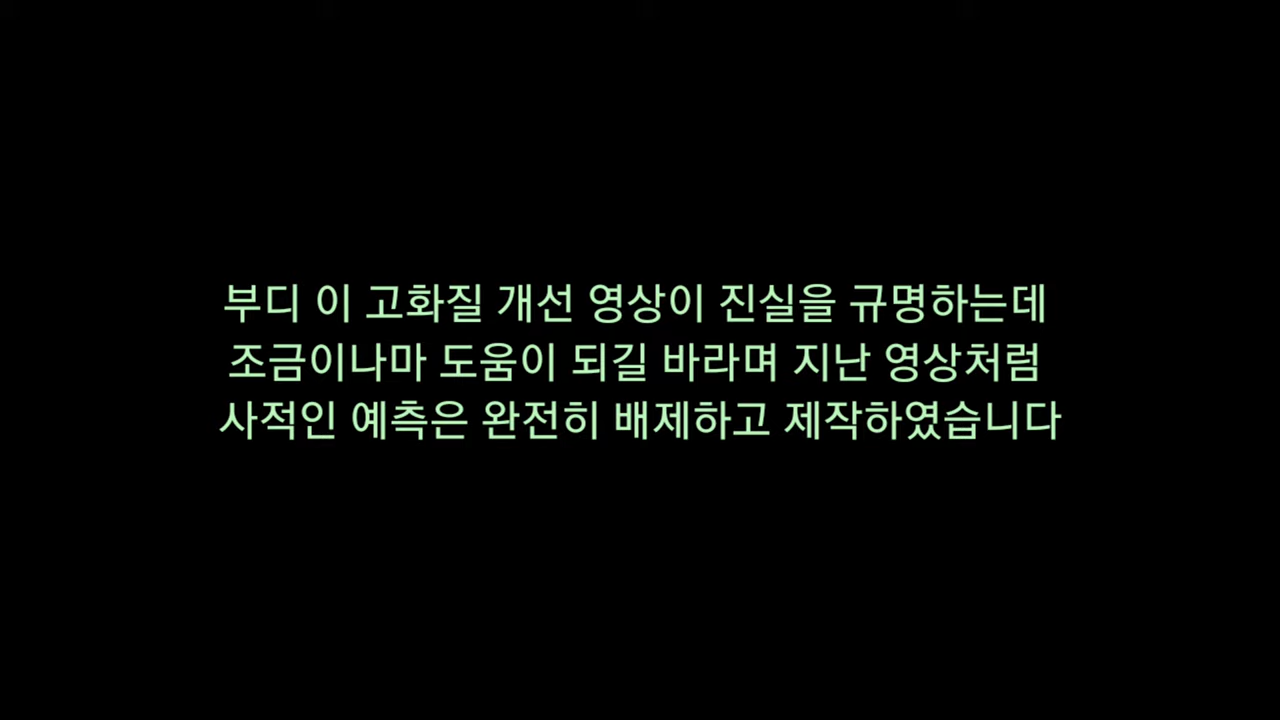 부디 이 고화질 개선 영상이 진실을 규명하는데
조금이나마 도움이 되길 바라며 지난 영상처럼
사적인 예측은 완전히 배제하고 제작하였습니다